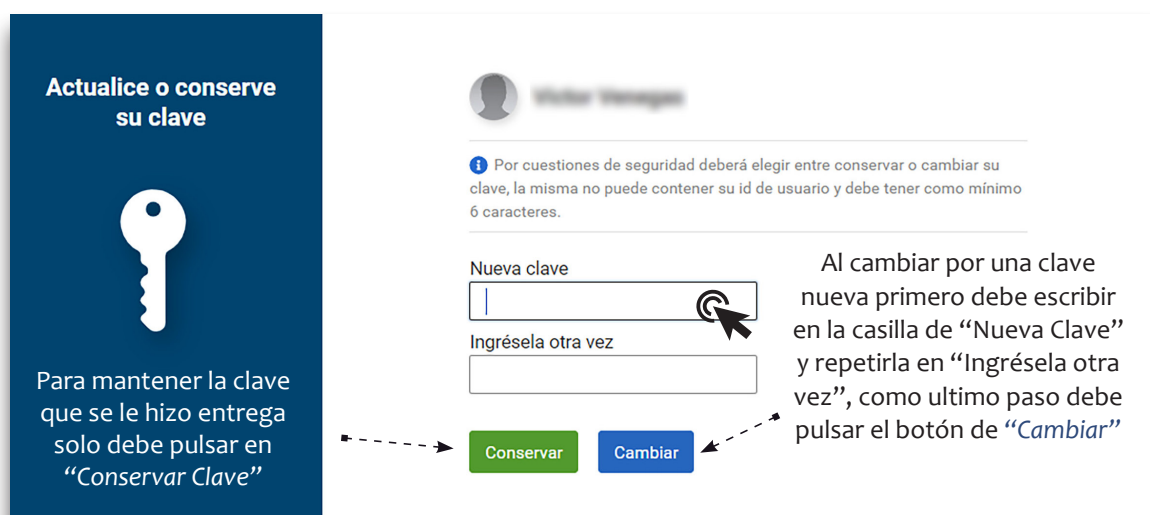 Actualice o conserve
su clave
Para mantener la clave
que se le hizo entrega
solo debe pulsar en
“Conservar Clave”
Por cuestiones de seguridad deberá elegir entre conservar o cambiar su
clave, la misma no puede contener su id de usuario y debe tener como mínimo
6 caracteres.
Nueva clave
Ingrésela otra vez
Conservar
Cambiar
Al cambiar por una clave
nueva primero debe escribir
en la casilla de “Nueva Clave”
y repetirla en “Ingrésela otra
vez”, como ultimo paso debe
pulsar el botón de “Cambiar”